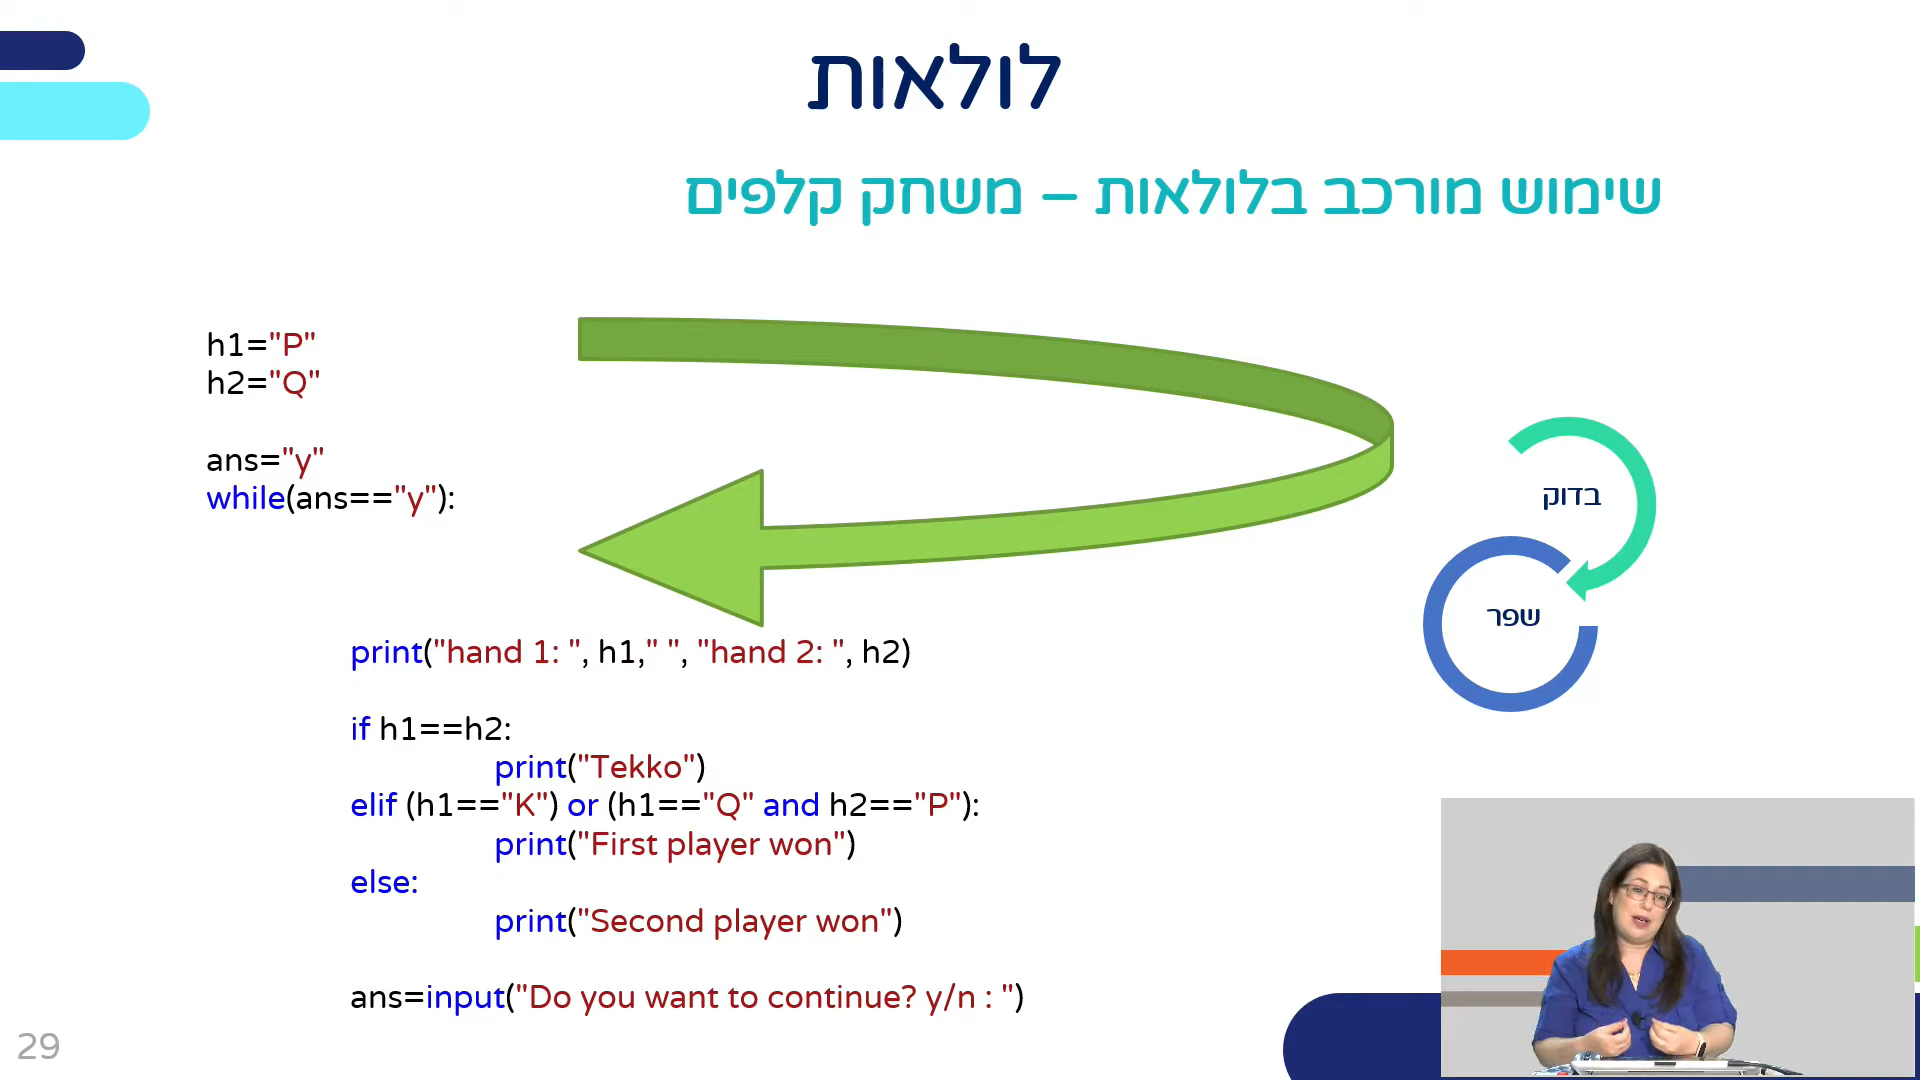 לולאות
שימוש מורכב בלולאות – משחק קלפים
h1="P"
h2="Q"
ans="y"
while(ans=="y"):
print("hand 1: ", h1," ", "hand 2: ", h2)
if h1==h2:
print("Tekko")
elif (h1=="K") or (h1=="Q" and h2=="P"):
print("First player won")
else:
print("Second player won")
ans=input("Do you want to continue? y/n : ")
בדוק
שפר
29